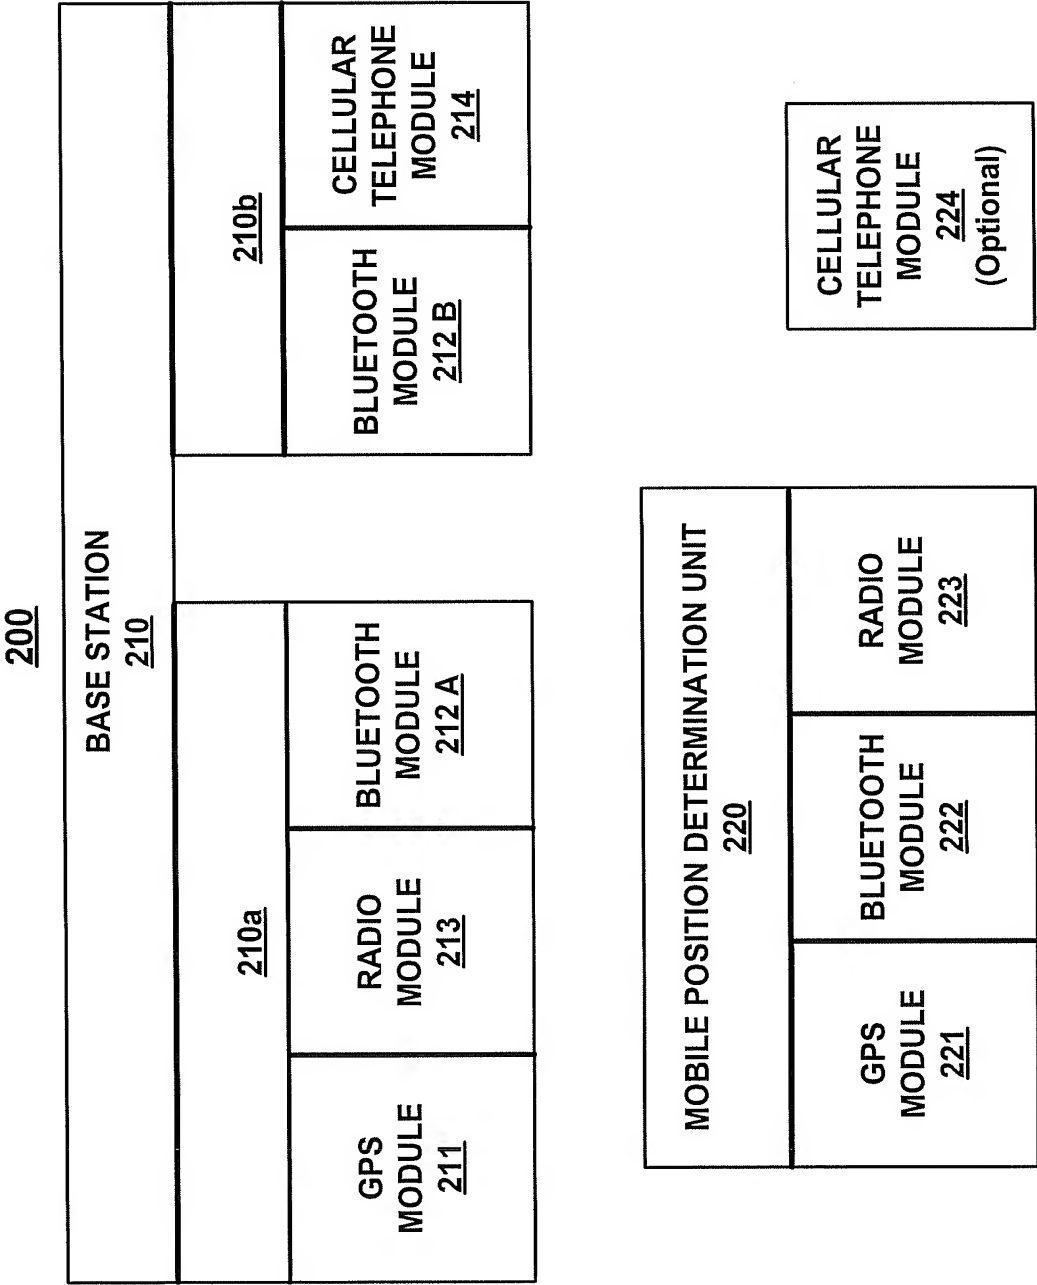 200
BASE STATION
210
210a
210b
GPS
MODULE
211
RADIO
MODULE
213
BLUETOOTH
MODULE
212 A
BLUETOOTH
MODULE
212 B
CELLULAR
TELEPHONE
MODULE
214
MOBILE POSITION DETERMINATION UNIT
220
GPS
MODULE
221
BLUETOOTH
MODULE
222
RADIO
MODULE
223
CELLULAR
TELEPHONE
MODULE
224
(Optional)